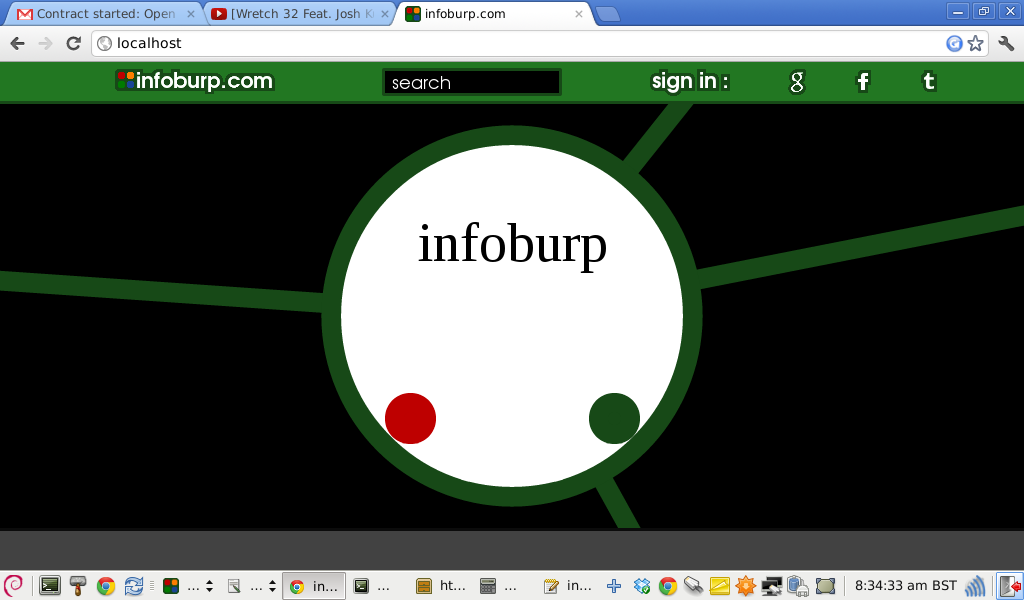 Contract started: Open
[Wretch 32 Feat. Josh K
infoburp.com
localhost
infoburp.com
search
sign in :
g
f
t
infoburp
...
...
in...
...
ht...
...
in...
8:34:33 am BST